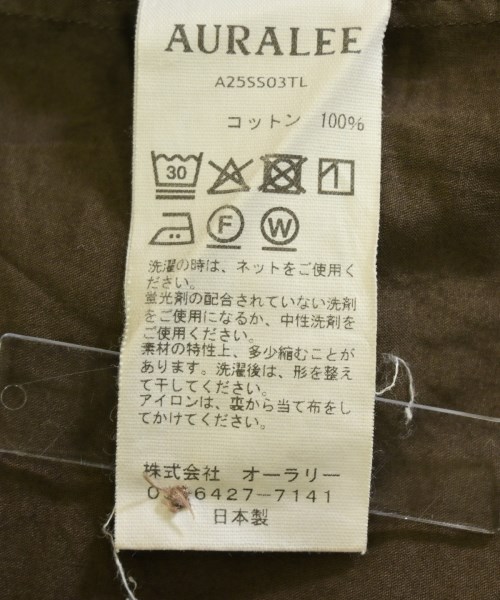 AURALEE
A25SS03TL
コットン 100%
30
F W
洗濯の時は、ネットをご使用く
ださい。
蛍光剤の配合されていない洗剤
をご使用になるか、中性洗剤を
ご使用ください。
素材の特性上、多少縮むことが
あります。洗濯後は、形を整え
て干してください。
アイロンは、裏から当て布をし
てかけてください。
株式会社 オーラリー
6427-7141
日本製